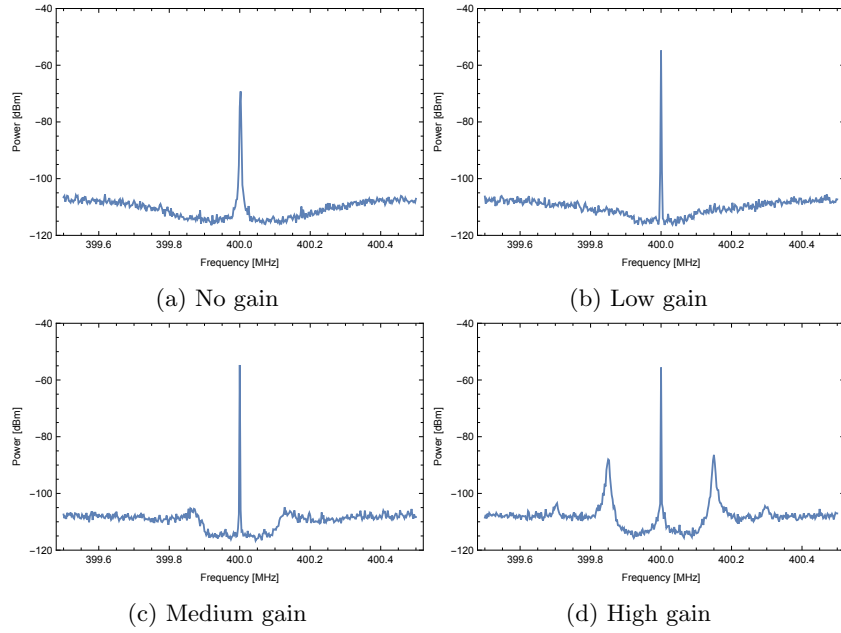 -40
-60
-80
-100
-120
399.6 399.8 400.0 400.2 400.4
Power [dBm]
Frequency [MHz]
(a) No gain
-40
-60
-80
-100
-120
399.6 399.8 400.0 400.2 400.4
Power [dBm]
Frequency [MHz]
(b) Low gain
-40
-60
-80
-100
-120
399.6 399.8 400.0 400.2 400.4
Power [dBm]
Frequency [MHz]
(c) Medium gain
-40
-60
-80
-100
-120
399.6 399.8 400.0 400.2 400.4
Power [dBm]
Frequency [MHz]
(d) High gain